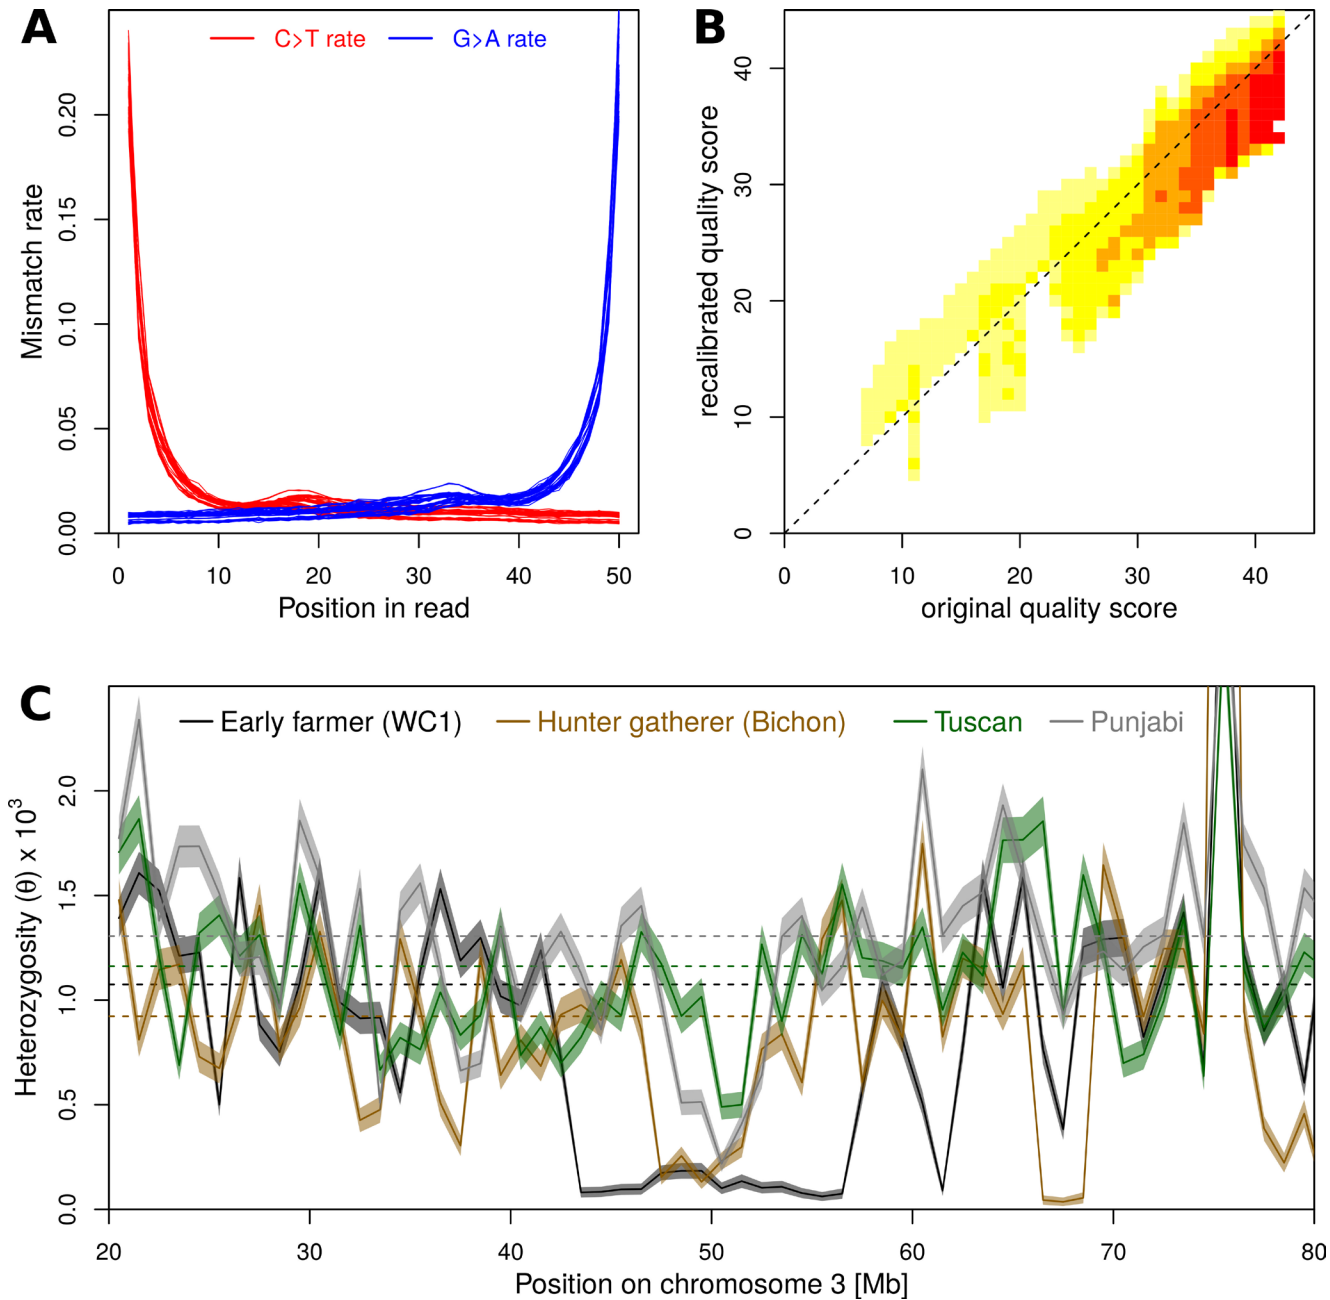 A
C>T rate
G>A rate
Mismatch rate
0.00
0.05
0.10
0.15
0.20
0
10
20
30
40
50
Position in read
B
recalibrated quality score
0
10
20
30
40
0
10
20
30
40
original quality score
C
Early farmer (WC1)
Hunter gatherer (Bichon)
Tuscan
Punjabi
Heterozygosity (θ) x 10³
0.0
0.5
1.0
1.5
2.0
20
30
40
50
60
70
80
Position on chromosome 3 [Mb]